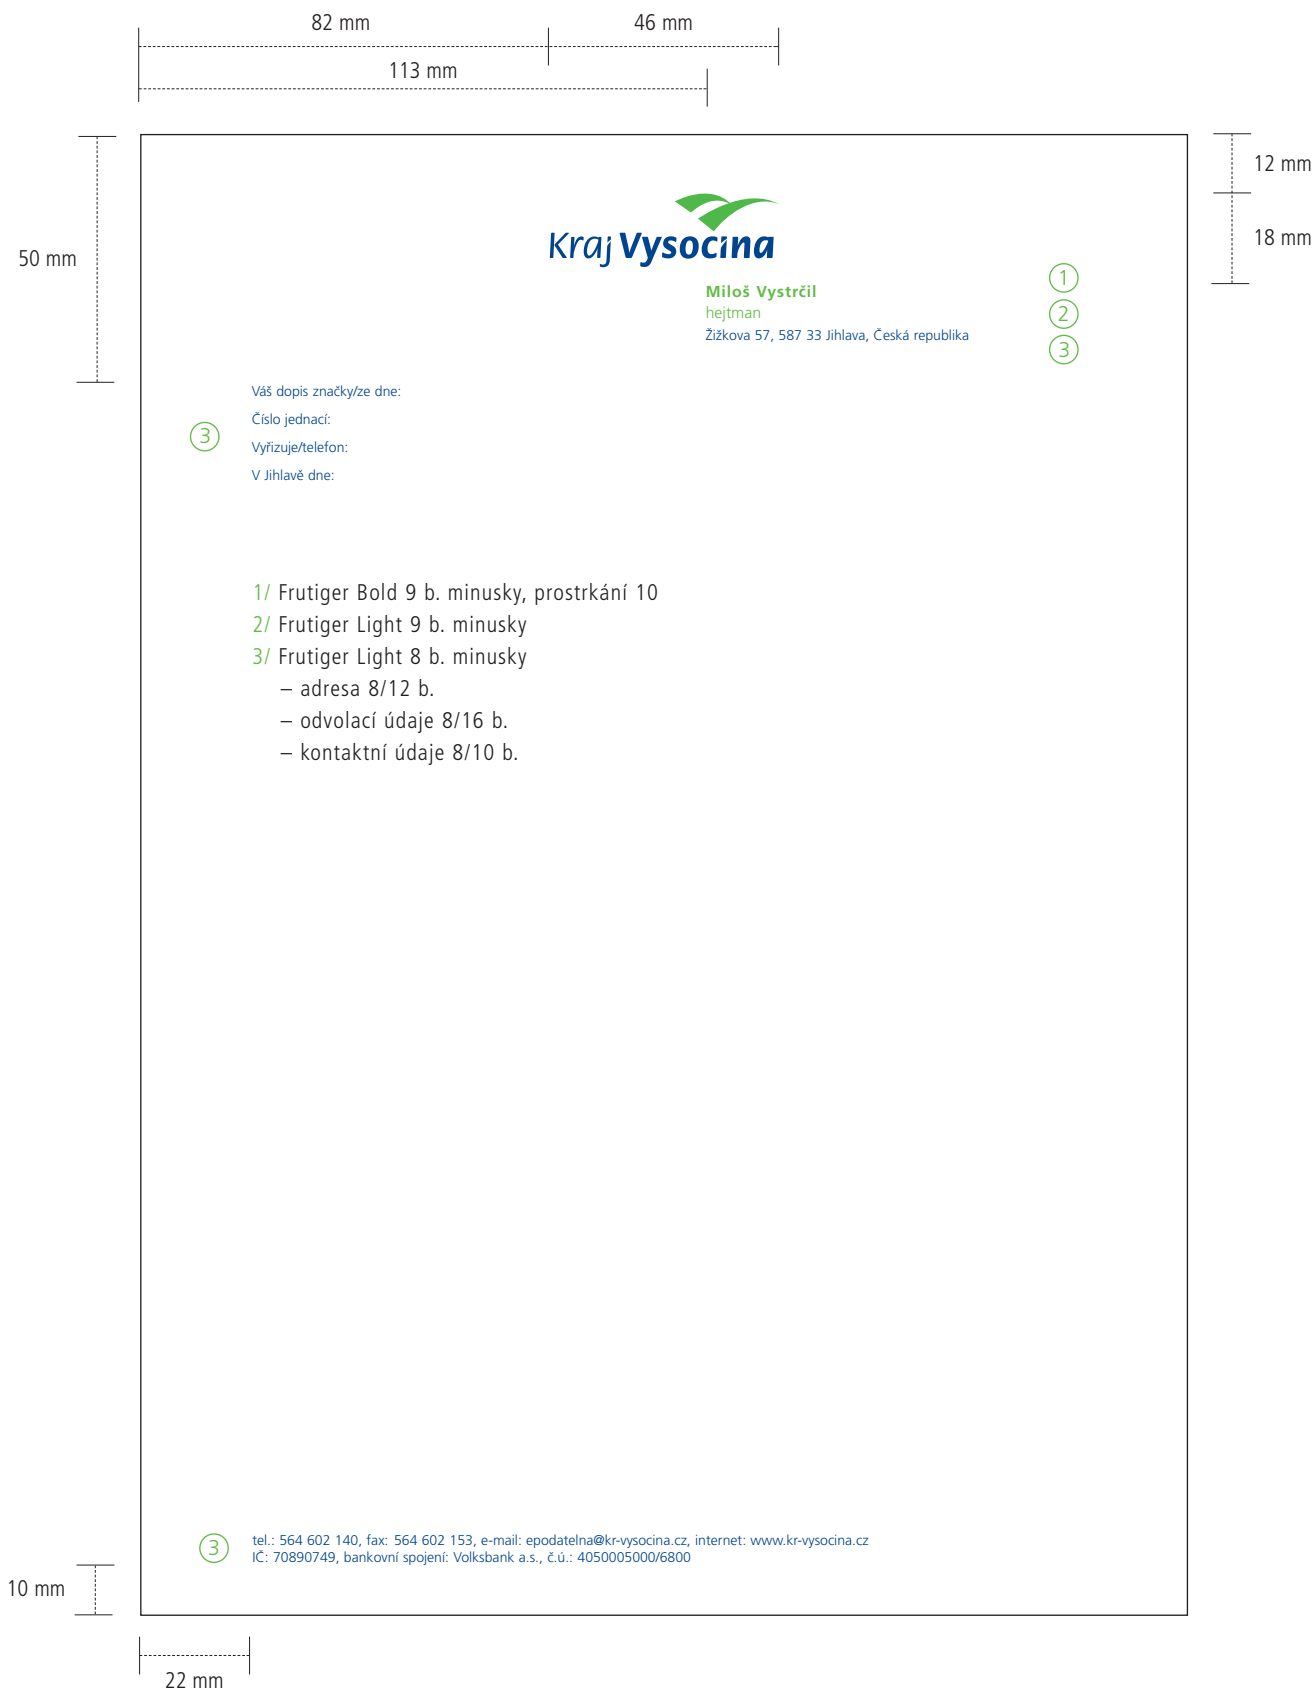 82 mm
46 mm
113 mm
12 mm
18 mm
50 mm
Kraj Vysočina
Miloš Vystrčil
hejtman
Žižkova 57, 587 33 Jihlava, Česká republika
1
2
3
Váš dopis značky/ze dne:
Číslo jednací:
Vyřizuje/telefon:
V Jihlavě dne:
3
1/ Frutiger Bold 9 b. minusky, prostrkání 10
2/ Frutiger Light 9 b. minusky
3/ Frutiger Light 8 b. minusky
– adresa 8/12 b.
– odvolací údaje 8/16 b.
– kontaktní údaje 8/10 b.
3
tel.: 564 602 140, fax: 564 602 153, e-mail: epodatelna@kr-vysocina.cz, internet: www.kr-vysocina.cz
IČ: 70890749, bankovní spojení: Volksbank a.s., č.ú.: 4050005000/6800
10 mm
22 mm